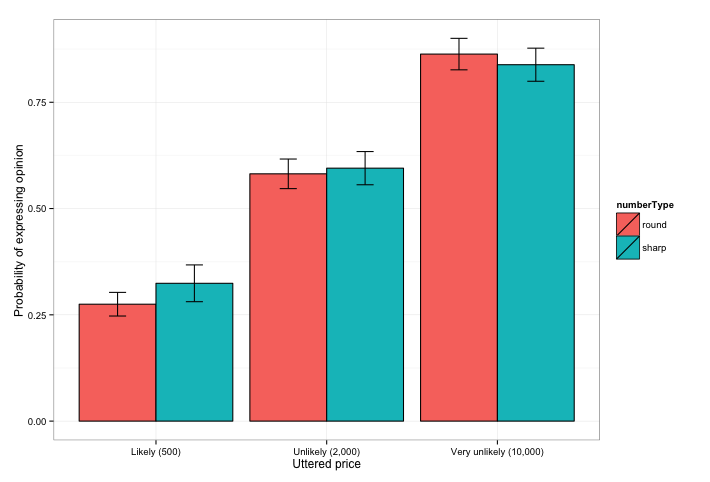 Probability of expressing opinion
0.75
0.50
0.25
0.00
Likely (500)
Unlikely (2,000)
Very unlikely (10,000)
Uttered price
numberType
round
sharp